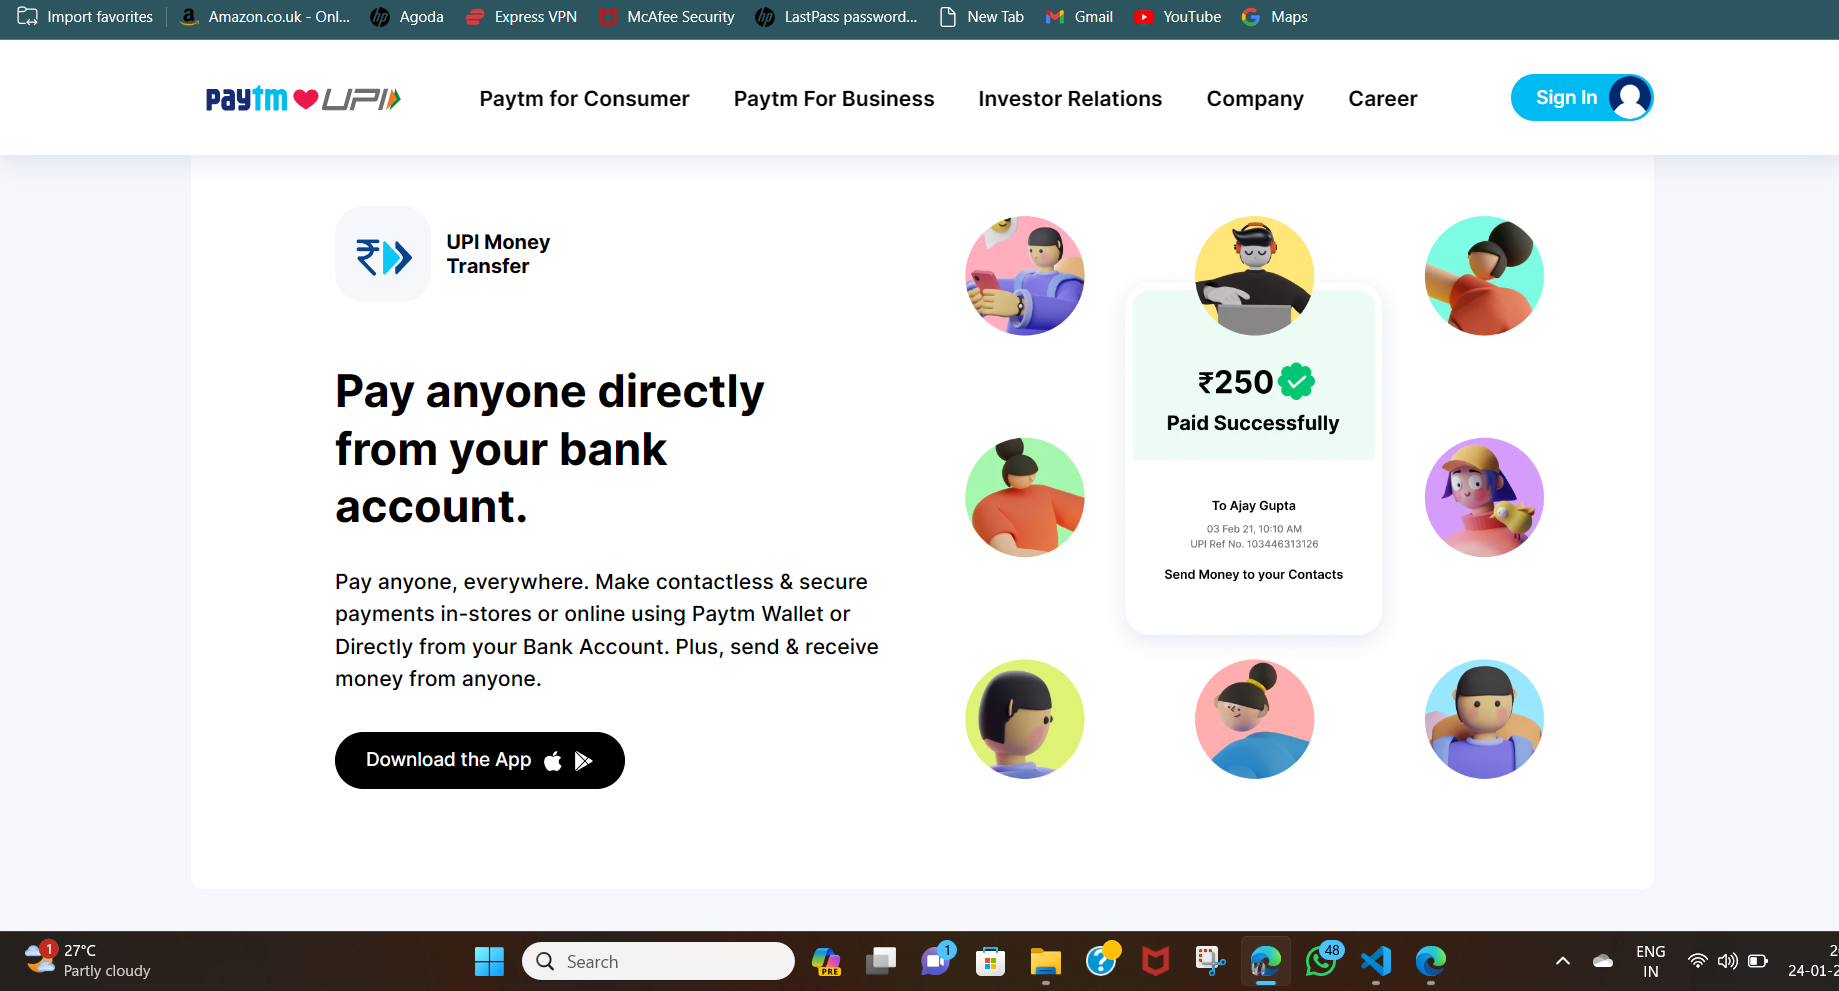 Import favorites
Amazon.co.uk - Onl...
Agoda
Express VPN
McAfee Security
LastPass password...
New Tab
Gmail
YouTube
Maps
paytm UPI
Paytm for Consumer
Paytm For Business
Investor Relations
Company
Career
Sign In
UPI Money
Transfer
Pay anyone directly
from your bank
account.
Pay anyone, everywhere. Make contactless & secure
payments in-stores or online using Paytm Wallet or
Directly from your Bank Account. Plus, send & receive
money from anyone.
Download the App
₹250
Paid Successfully
To Ajay Gupta
03 Feb 21, 10:10 AM
UPI Ref No. 103446313126
Send Money to your Contacts
1
27°C
Partly cloudy
Search
PRE
1
48
ENG
IN
24-01-2